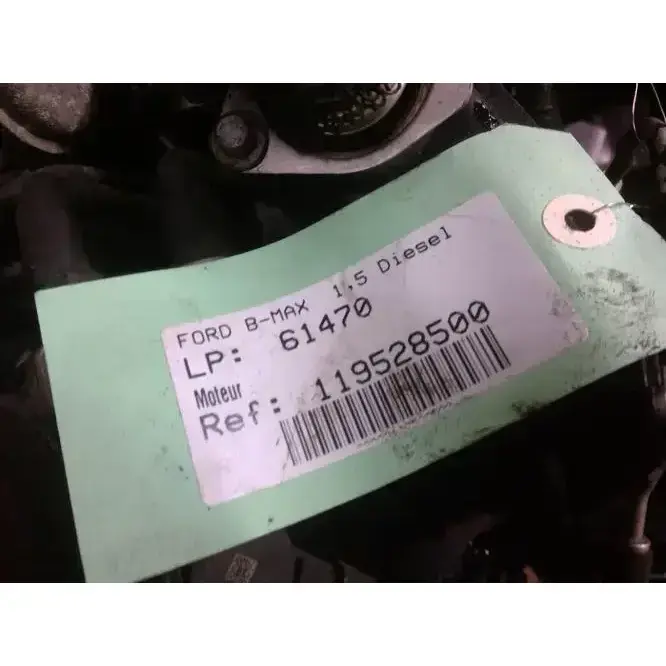 FORD B-MAX 1,5 Diesel
LP: 61470
Moteur
Ref: 119528500